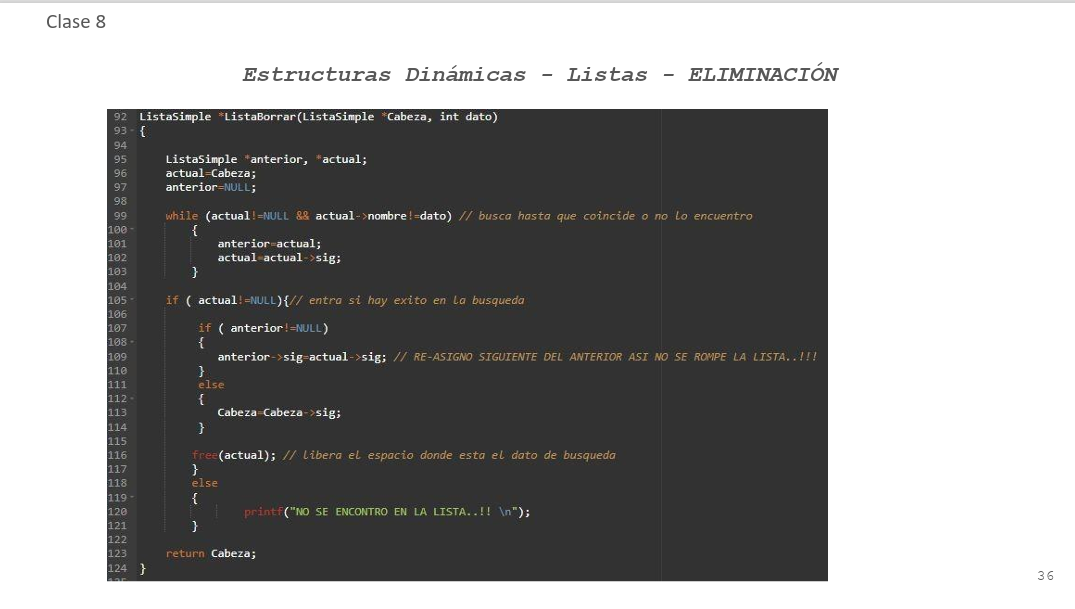 Clase 8
Estructuras Dinámicas - Listas - ELIMINACIÓN
92 ListaSimple *ListaBorrar(ListaSimple *Cabeza, int dato)
93 {
94
95 ListaSimple *anterior, *actual;
96 actual=Cabeza;
97 anterior=NULL;
98
99 while (actual!=NULL && actual->nombre!=dato) // busca hasta que coincide o no lo encuentro
100 {
101 anterior=actual;
102 actual=actual->sig;
103 }
104
105 if ( actual!=NULL){// entra si hay exito en la busqueda
106
107 if ( anterior!=NULL)
108 {
109 anterior->sig=actual->sig; // RE-ASIGNO SIGUIENTE DEL ANTERIOR ASI NO SE ROMPE LA LISTA..!!!
110 }
111 else
112 {
113 Cabeza=Cabeza->sig;
114 }
115
116 free(actual); // libera el espacio donde esta el dato de busqueda
117 }
118 else
119 {
120 printf("NO SE ENCONTRO EN LA LISTA..!! \n");
121 }
122
123 return Cabeza;
124 }
36